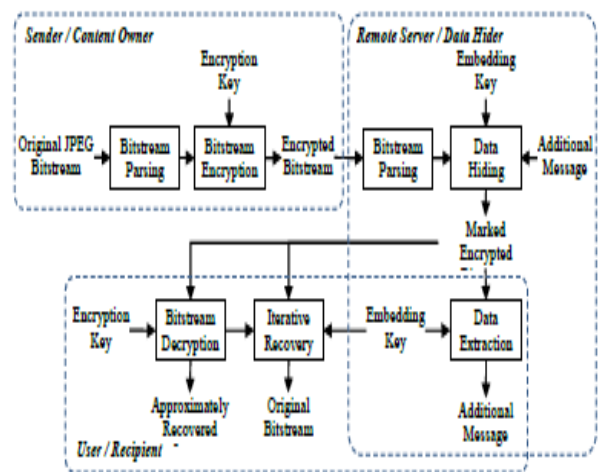 Sender / Content Owner
Remote Server / Data Hider
Encryption
Key
Embedding
Key
Original JPEG
Bitstream
Bitstream
Parsing
Bitstream
Encryption
Encrypted
Bitstream
Bitstream
Parsing
Data
Hiding
Additional
Message
Marked
Encrypted
Encryption
Key
Bitstream
Decryption
Iterative
Recovery
Embedding
Key
Data
Extraction
Approximately
Recovered
Original
Bitstream
Additional
Message
User / Recipient